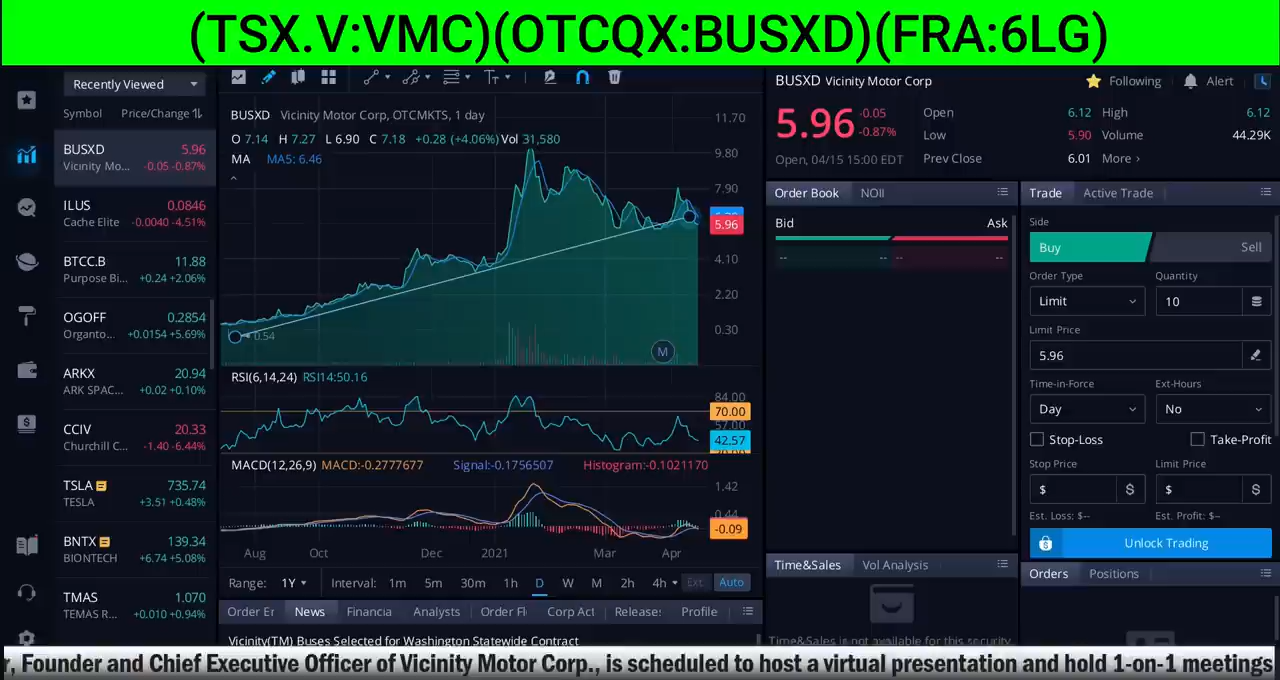 (TSX.V:VMC)(OTCQX:BUSXD)(FRA:6LG)
Recently Viewed
Symbol Price/Change
BUSXD 5.96
Vicinity Mo... -0.05 -0.87%
ILUS 0.0846
Cache Elite -0.0040 -4.51%
BTCC.B 11.88
Purpose Bi... +0.24 +2.06%
OGOFF 0.2854
Organto... +0.0154 +5.69%
ARKX 20.94
ARK SPAC... +0.02 +0.10%
CCIV 20.33
Churchill C... -1.40 -6.44%
TSLA 735.74
TESLA +3.51 +0.48%
BNTX 139.34
BIONTECH +6.74 +5.08%
TMAS 1.070
TEMAS R... +0.010 +0.94%
BUSXD Vicinity Motor Corp, OTCMKTS, 1 day
O 7.14 H 7.27 L 6.90 C 7.18 +0.28 (+4.06%) Vol 31,580
MA MA5: 6.46
11.70
9.80
7.90
5.96
4.10
2.20
0.30
0.54
M
RSI(6,14,24) RSI14:50.16
84.00
70.00
57.00
42.57
MACD(12,26,9) MACD:-0.2777677 Signal:-0.1756507 Histogram:-0.1021170
1.42
0.44
-0.09
Aug Oct Dec 2021 Mar Apr
Range: 1Y Interval: 1m 5m 30m 1h D W M 2h 4h Ext Auto
Order Er News Financia Analysts Order Fl Corp Act Release: Profile
Vicinity(TM) Buses Selected for Washington Statewide Contract
BUSXD Vicinity Motor Corp Following Alert
5.96 -0.05
-0.87%
Open, 04/15 15:00 EDT
Open 6.12 High 6.12
Low 5.90 Volume 44.29K
Prev Close 6.01 More ›
Order Book NOII
Bid Ask
-- -- -- --
Time&Sales Vol Analysis
Time&Sales is not available for this security.
Trade Active Trade
Side
Buy Sell
Order Type Quantity
Limit 10
Limit Price
5.96
Time-in-Force Ext-Hours
Day No
Stop-Loss Take-Profit
Stop Price Limit Price
$ $ $ $
Est. Loss: $-- Est. Profit: $--
Unlock Trading
Orders Positions
r, Founder and Chief Executive Officer of Vicinity Motor Corp., is scheduled to host a virtual presentation and hold 1-on-1 meetings